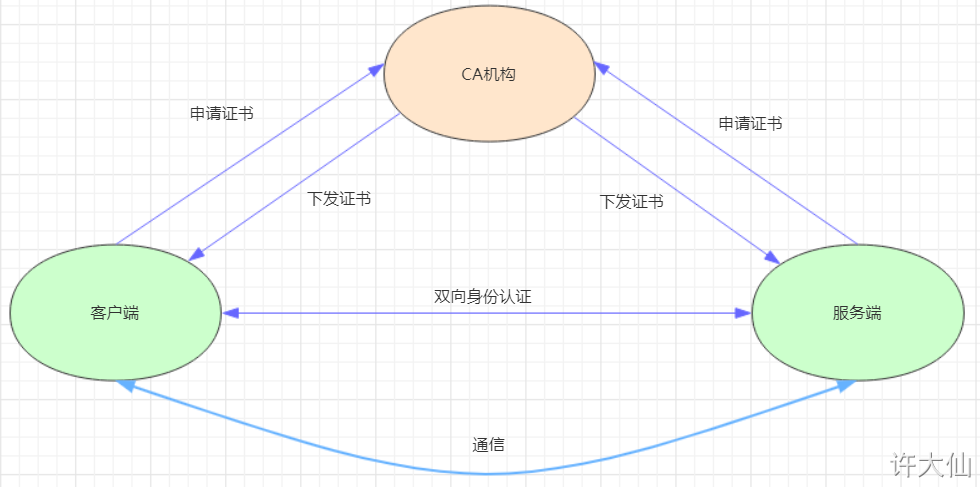 CA机构
申请证书
申请证书
下发证书
下发证书
双向身份认证
客户端
服务端
通信
许大仙